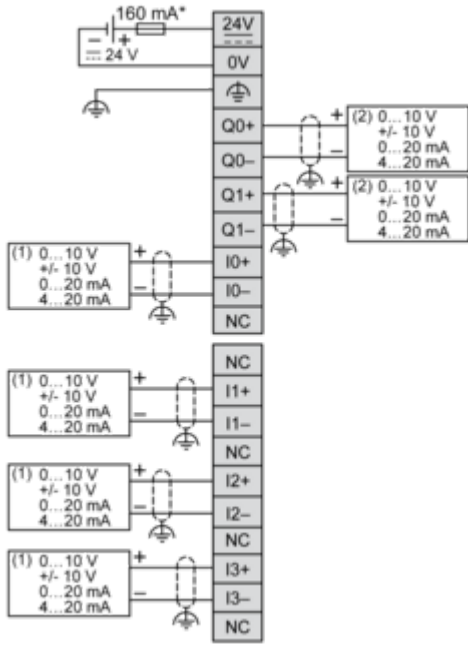 160 mA*
24V
– +
24 V
0V
Q0+
+ (2) 0...10 V
+/- 10 V
0...20 mA
4...20 mA
Q0–
–
Q1+
+ (2) 0...10 V
+/- 10 V
0...20 mA
4...20 mA
Q1–
–
(1) 0...10 V
+/- 10 V
0...20 mA
4...20 mA
+
–
I0+
I0–
NC
NC
(1) 0...10 V
+/- 10 V
0...20 mA
4...20 mA
+
–
I1+
I1–
NC
(1) 0...10 V
+/- 10 V
0...20 mA
4...20 mA
+
–
I2+
I2–
NC
(1) 0...10 V
+/- 10 V
0...20 mA
4...20 mA
+
–
I3+
I3–
NC